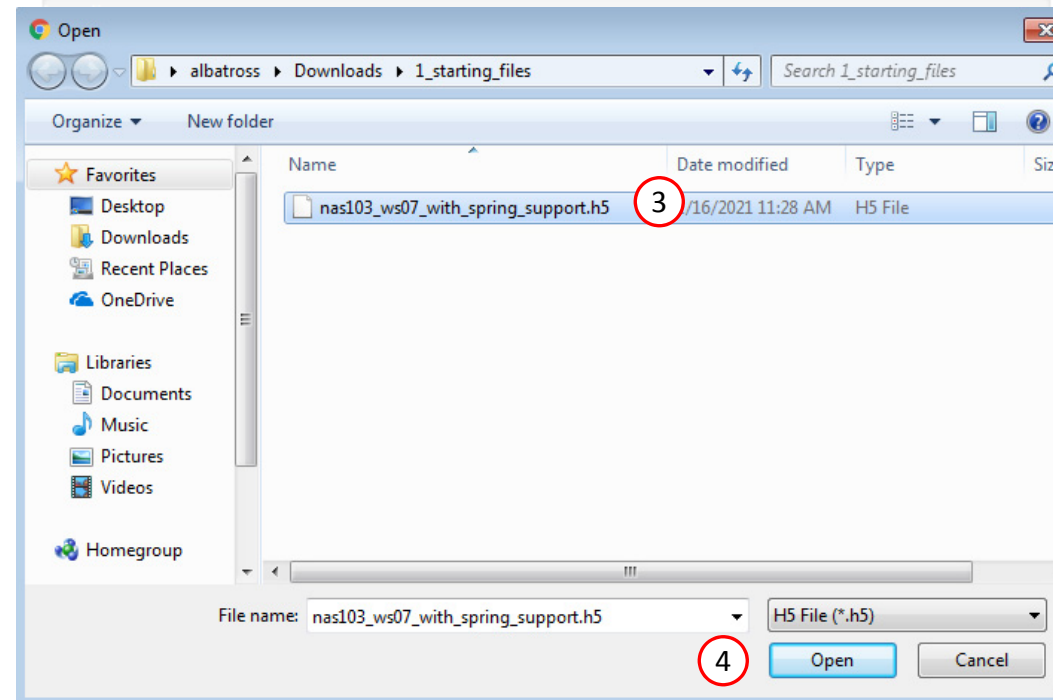 Open
albatross Downloads 1_starting_files Search 1_starting_files
Organize New folder
Name Date modified Type Siz
Favorites
nas103_ws07_with_spring_support.h5 3 /16/2021 11:28 AM H5 File
Desktop
Downloads
Recent Places
OneDrive
Libraries
Documents
Music
Pictures
Videos
Homegroup
File name: nas103_ws07_with_spring_support.h5 H5 File (*.h5)
4 Open Cancel